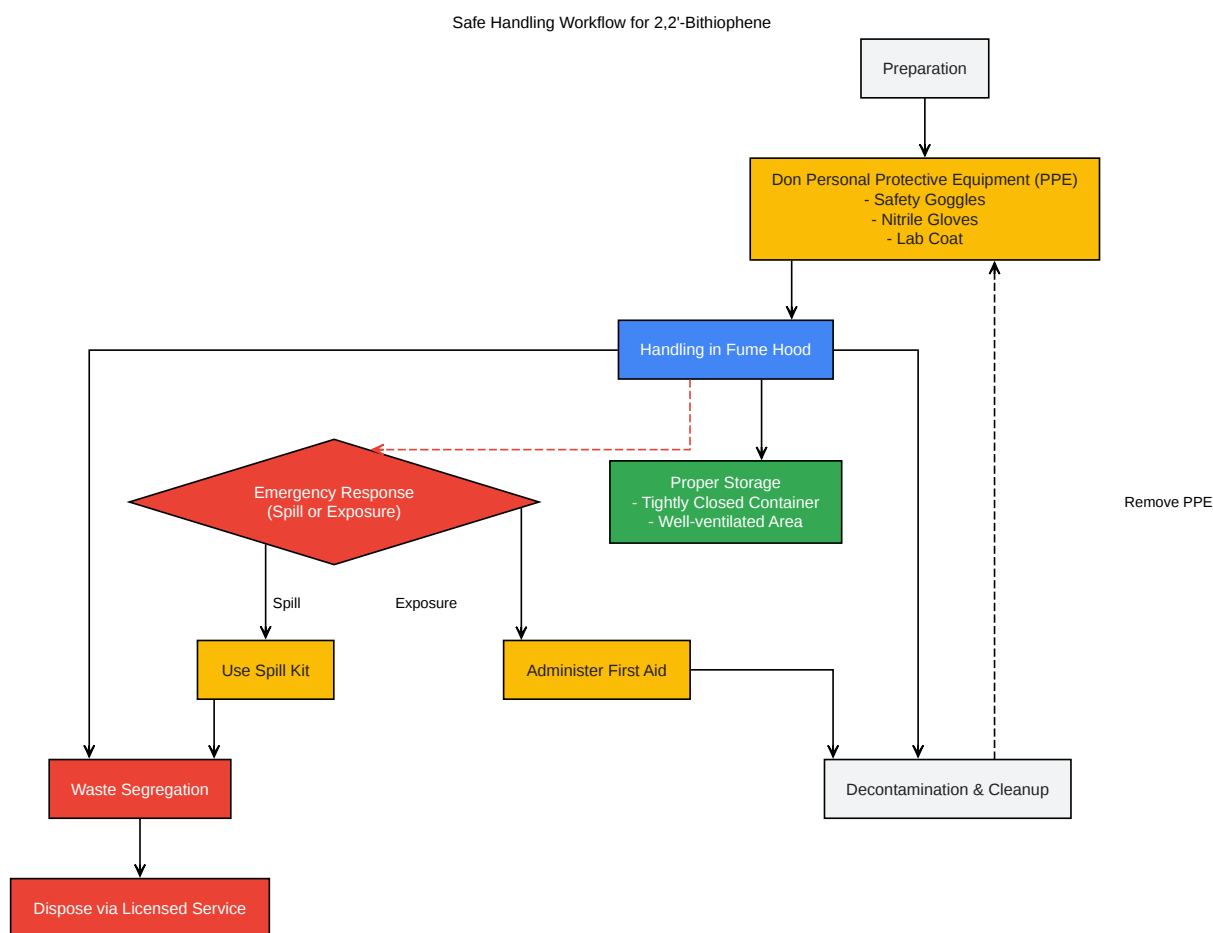 Safe Handling Workflow for 2,2'-Bithiophene
Preparation
Don Personal Protective Equipment (PPE)
- Safety Goggles
- Nitrile Gloves
- Lab Coat
Handling in Fume Hood
Emergency Response
(Spill or Exposure)
Proper Storage
- Tightly Closed Container
- Well-ventilated Area
Remove PPE
Spill
Exposure
Use Spill Kit
Administer First Aid
Waste Segregation
Decontamination & Cleanup
Dispose via Licensed Service